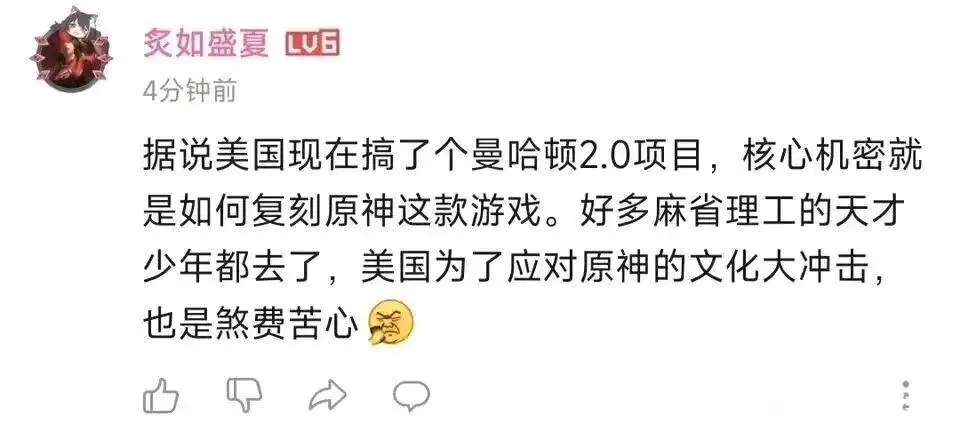 炙如盛夏 LV6
4分钟前
据说美国现在搞了个曼哈顿2.0项目，核心机密就
是如何复刻原神这款游戏。好多麻省理工的天才
少年都去了，美国为了应对原神的文化大冲击，
也是煞费苦心